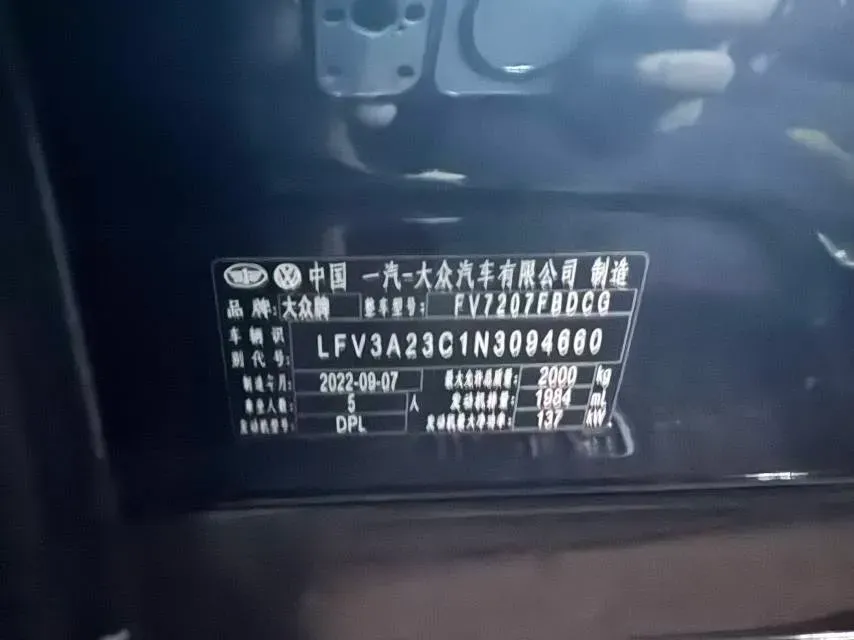 中国 一汽-大众汽车有限公司 制造
品牌: 大众牌 整车型号: FV7207FBDCG
车辆识别代号: LFV3A23C1N3094660
制造年月: 2022-09-07 最大允许总质量: 2000 kg
乘坐人数: 5 人 发动机排量: 1984 mL
发动机型号: DPL 发动机最大净功率: 137 kW